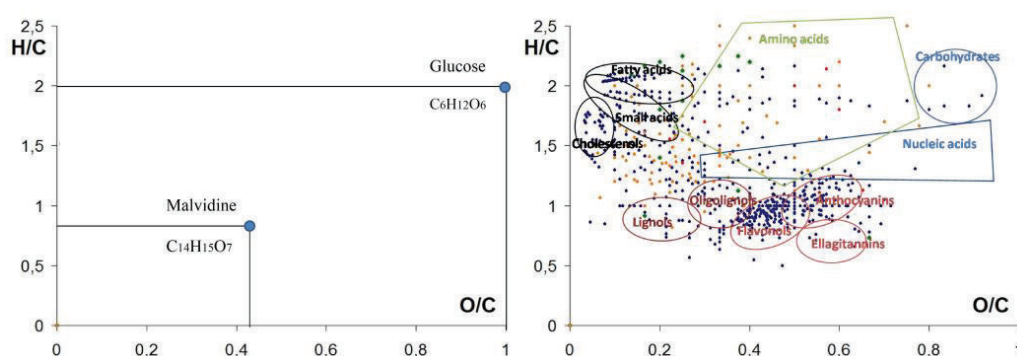 2,5
H/C
2
1,5
1
0,5
0
Glucose
C6H12O6
Malvidine
C14H15O7
O/C
0
0.2
0.4
0.6
0.8
1
2,5
H/C
2
1,5
1
0,5
0
Amino acids
Carbohydrates
Fatty acids
Small acids
Cholesterols
Nucleic acids
Oligolignols
Anthocyanins
Lignols
Flavonols
Ellagitannins
O/C
0
0.2
0.4
0.6
0.8
1